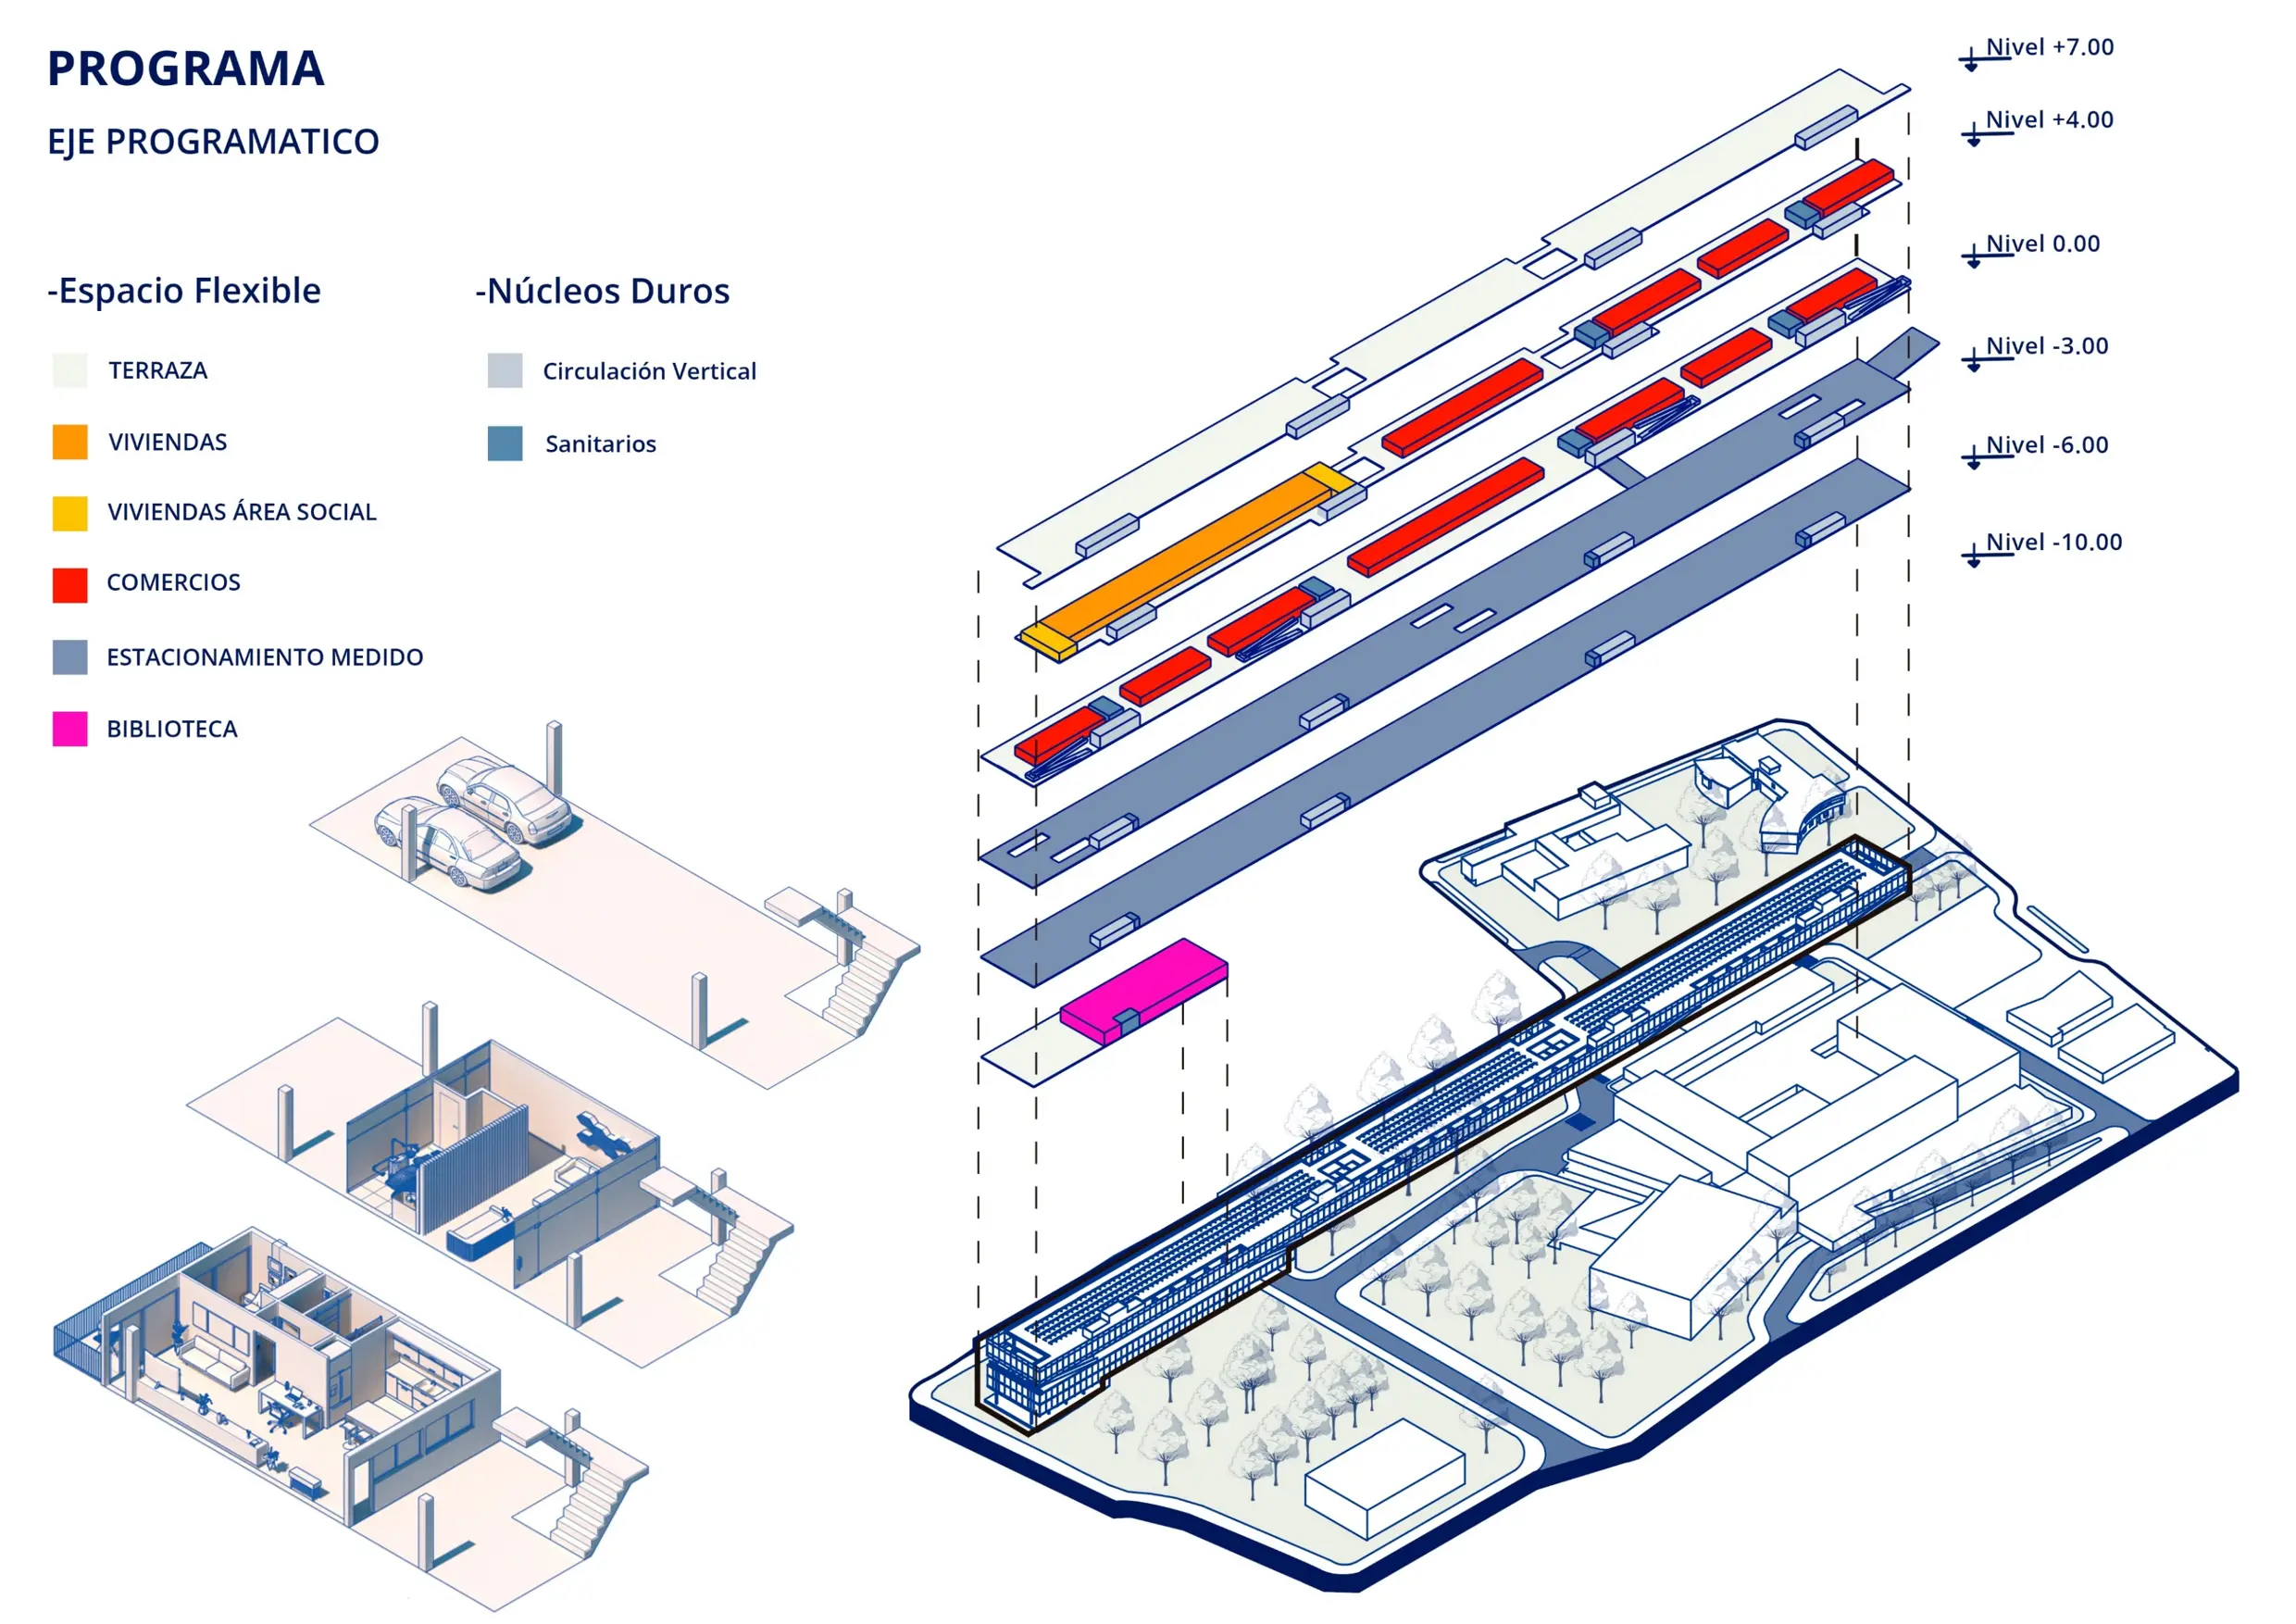 PROGRAMA
EJE PROGRAMATICO
-Espacio Flexible
TERRAZA
VIVIENDAS
VIVIENDAS ÁREA SOCIAL
COMERCIOS
ESTACIONAMIENTO MEDIDO
BIBLIOTECA
-Núcleos Duros
Circulación Vertical
Sanitarios
Nivel +7.00
Nivel +4.00
Nivel 0.00
Nivel -3.00
Nivel -6.00
Nivel -10.00